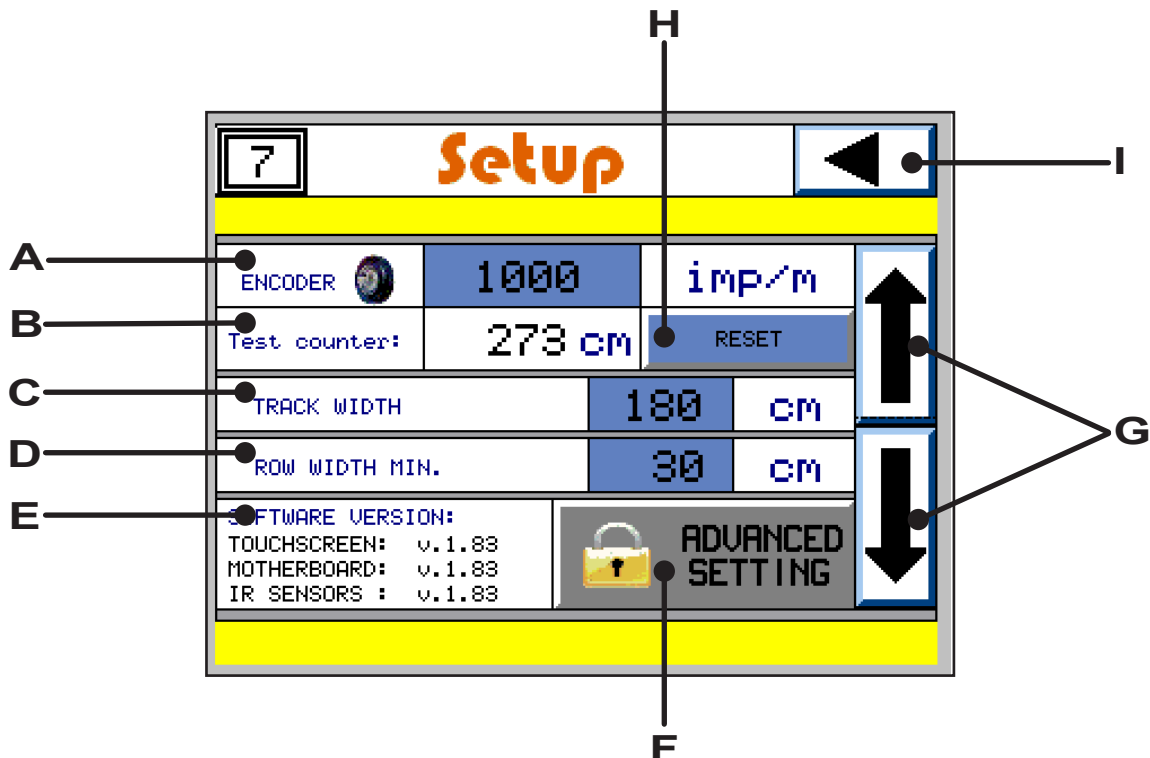 H
7 Setup
I
A
ENCODER 1000 imp/m
B
Test counter: 273 cm RESET
C
TRACK WIDTH 180 cm
G
D
ROW WIDTH MIN. 30 cm
E
SOFTWARE VERSION:
TOUCHSCREEN: v.1.83
MOTHERBOARD: v.1.83
IR SENSORS : v.1.83
ADVANCED
SETTING
F